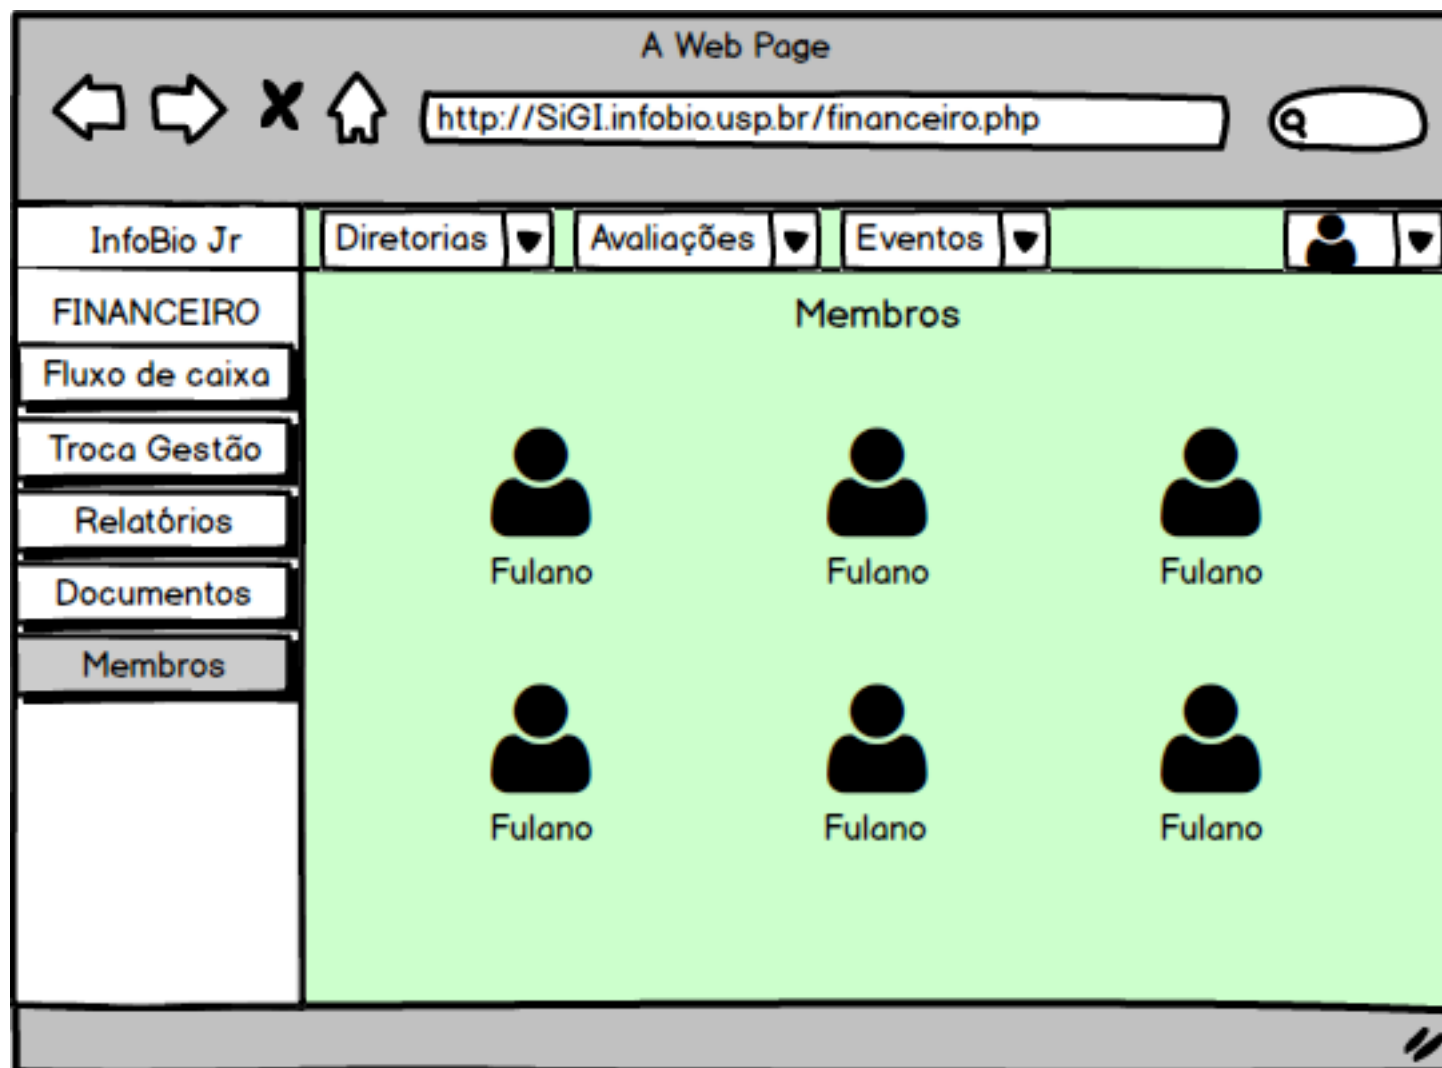 A Web Page
http://SiGI.infobio.usp.br/financeiro.php
InfoBio Jr
Diretorias
Avaliações
Eventos
FINANCEIRO
Fluxo de caixa
Troca Gestão
Relatórios
Documentos
Membros
Membros
Fulano
Fulano
Fulano
Fulano
Fulano
Fulano